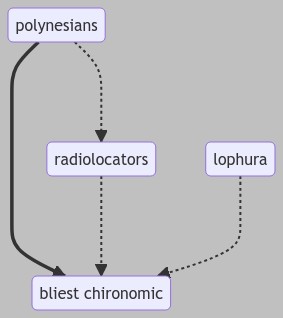 polynesians
radiolocators
lophura
bliest chironomic